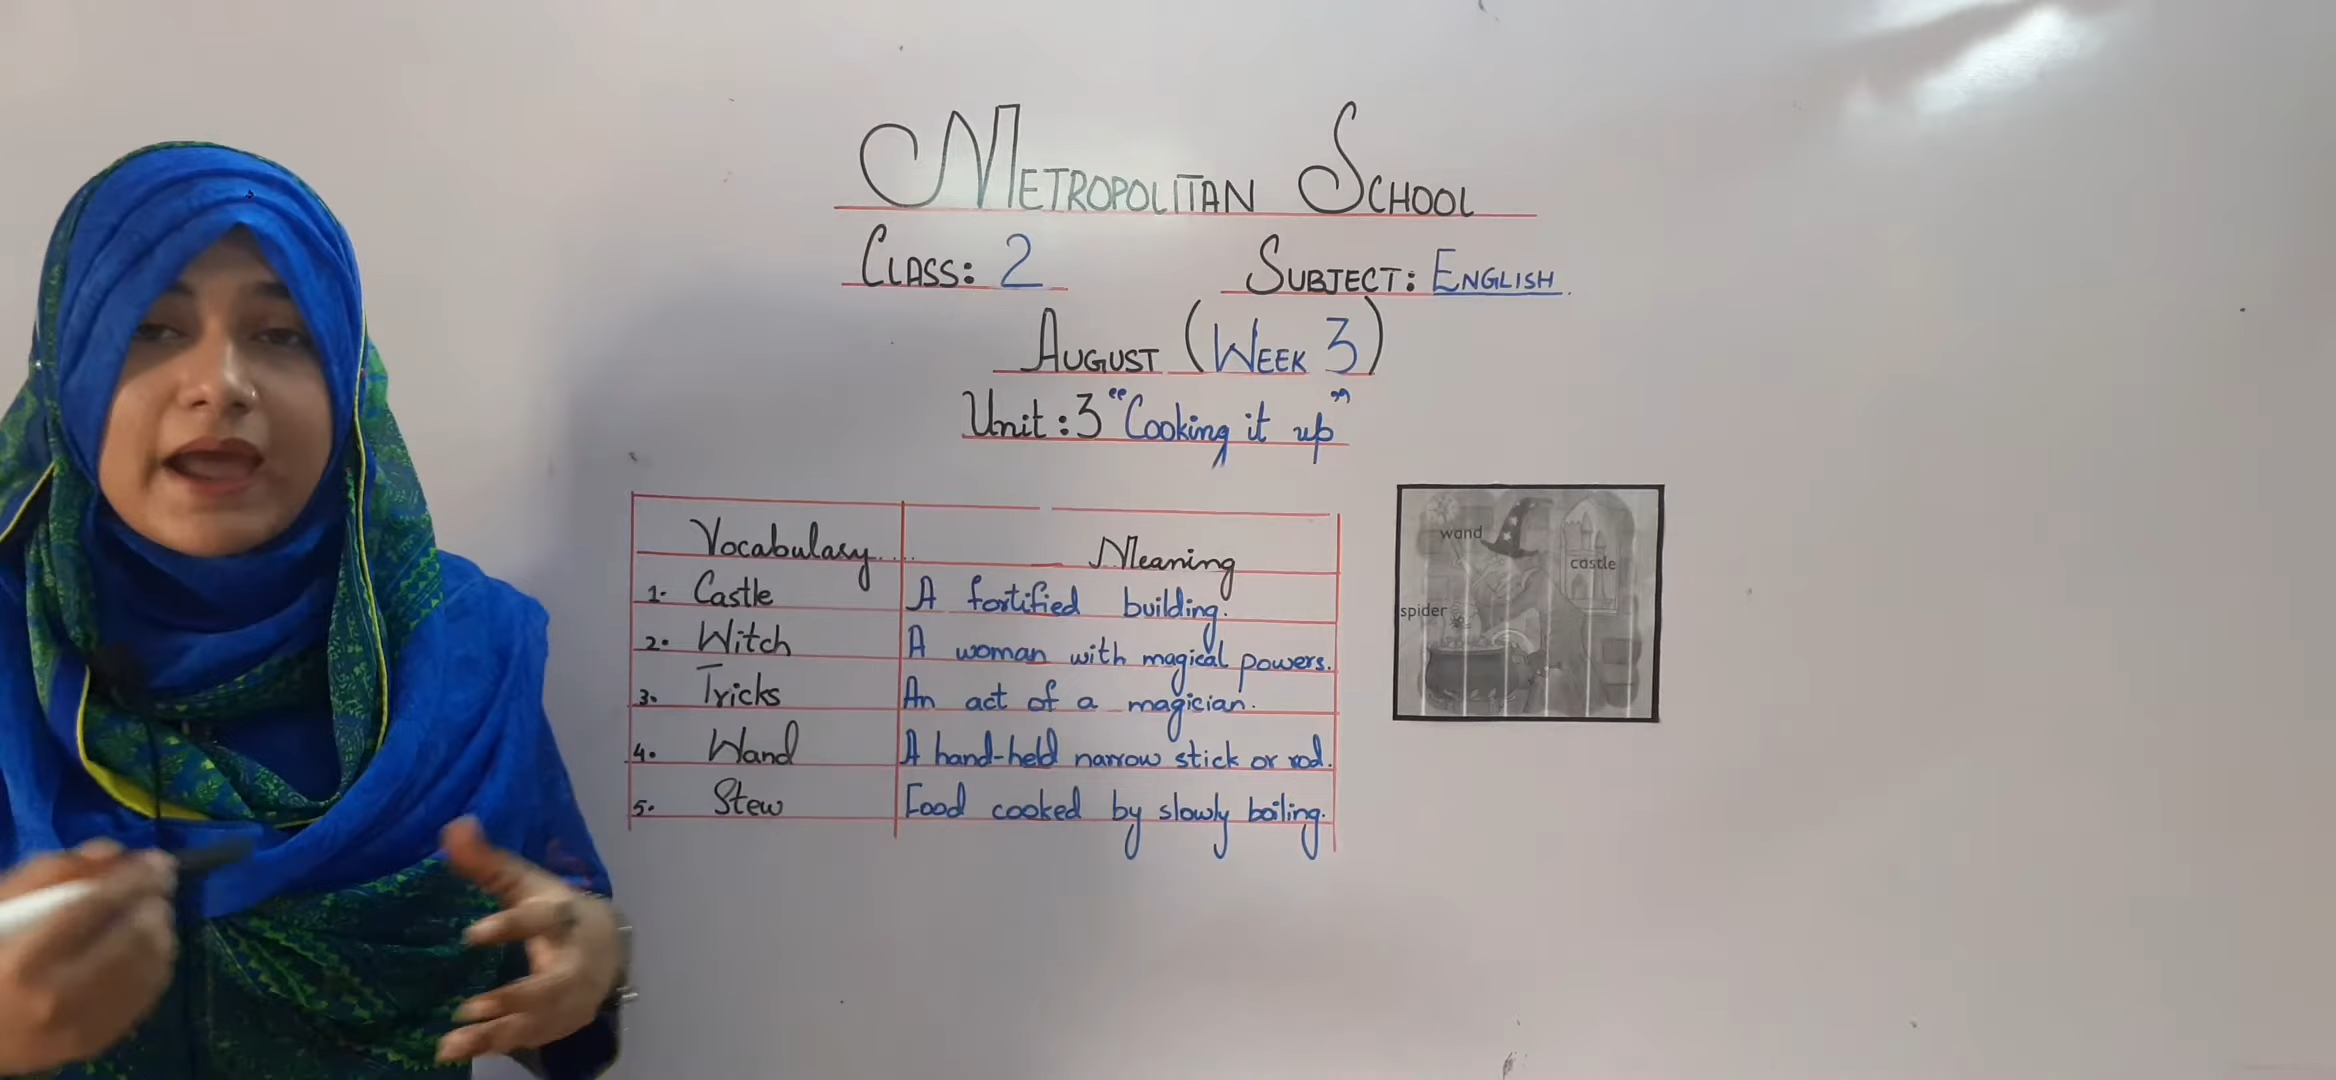 METROPOLITAN SCHOOL
CLASS: 2 SUBJECT: ENGLISH.
AUGUST (WEEK 3)
Unit:3 "Cooking it up"
Vocabulary Meaning
1. Castle A fortified building.
2. Witch A woman with magical powers.
3. Tricks An act of a magician.
4. Wand A hand-held narrow stick or rod.
5. Stew Food cooked by slowly boiling.
wand
castle
spider